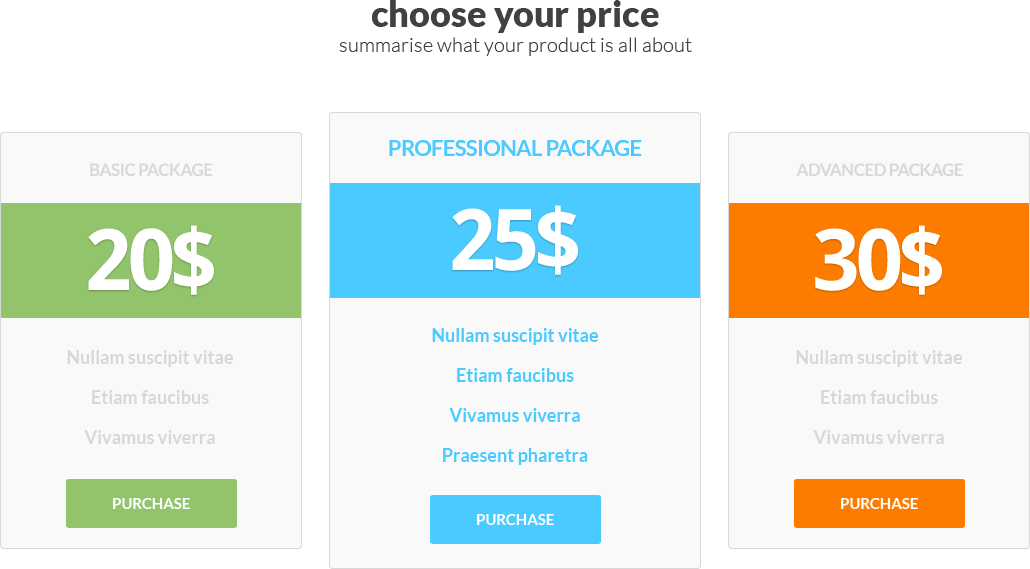 choose your price
summarise what your product is all about
BASIC PACKAGE
20$
Nullam suscipit vitae
Etiam faucibus
Vivamus viverra
PURCHASE
PROFESSIONAL PACKAGE
25$
Nullam suscipit vitae
Etiam faucibus
Vivamus viverra
Praesent pharetra
PURCHASE
ADVANCED PACKAGE
30$
Nullam suscipit vitae
Etiam faucibus
Vivamus viverra
PURCHASE